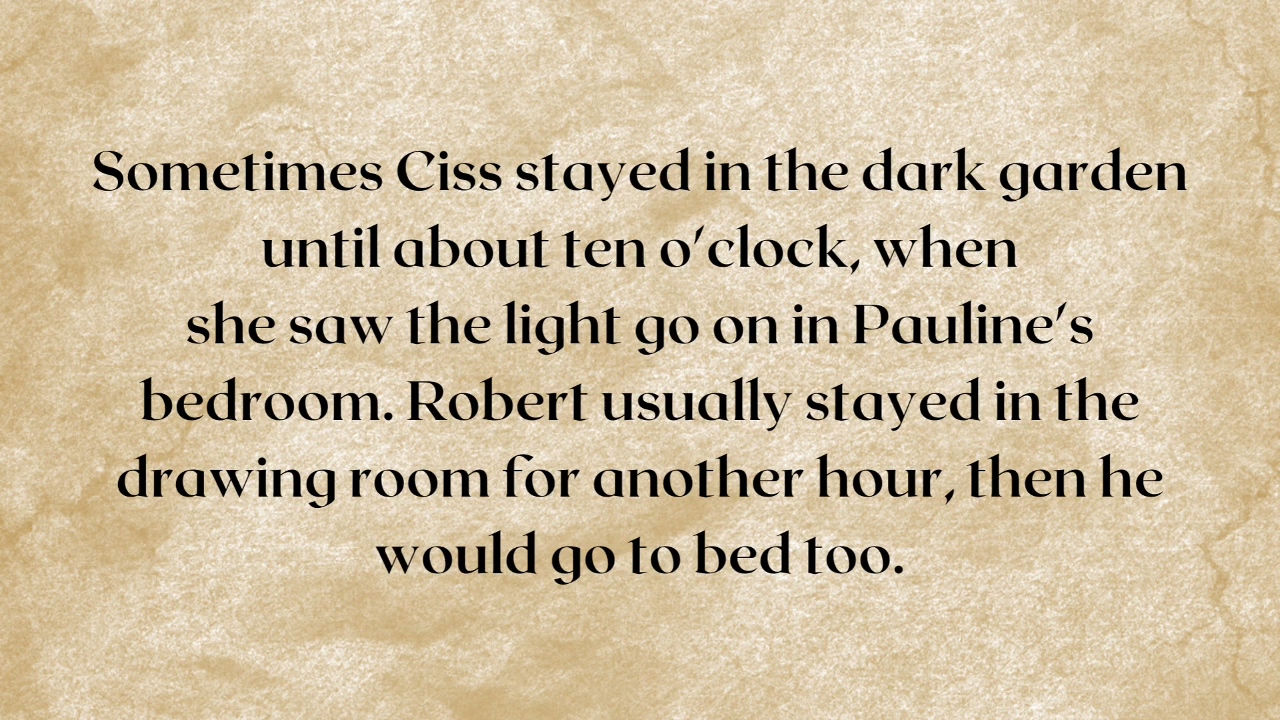 Sometimes Ciss stayed in the dark garden
until about ten o'clock, when
she saw the light go on in Pauline's
bedroom. Robert usually stayed in the
drawing room for another hour, then he
would go to bed too.